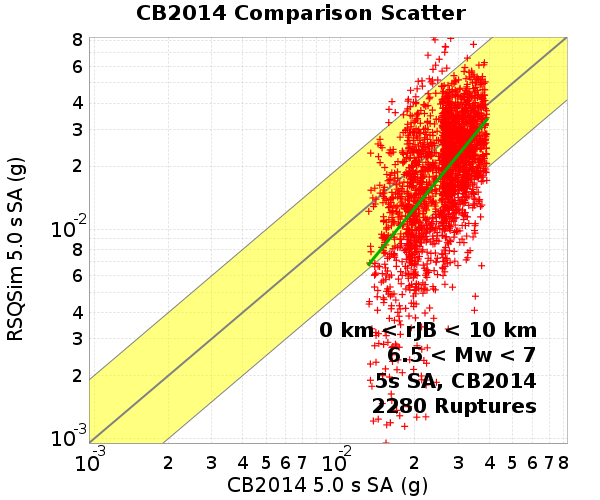 CB2014 Comparison Scatter
RSQSim 5.0 s SA (g)
8
6
4
3
2
10-2
8
6
4
3
2
10-3
0 km < rJB < 10 km
6.5 < Mw < 7
5s SA, CB2014
2280 Ruptures
10-3 2 3 4 5 6 7 10-2 2 3 4 5 6 7 8
CB2014 5.0 s SA (g)